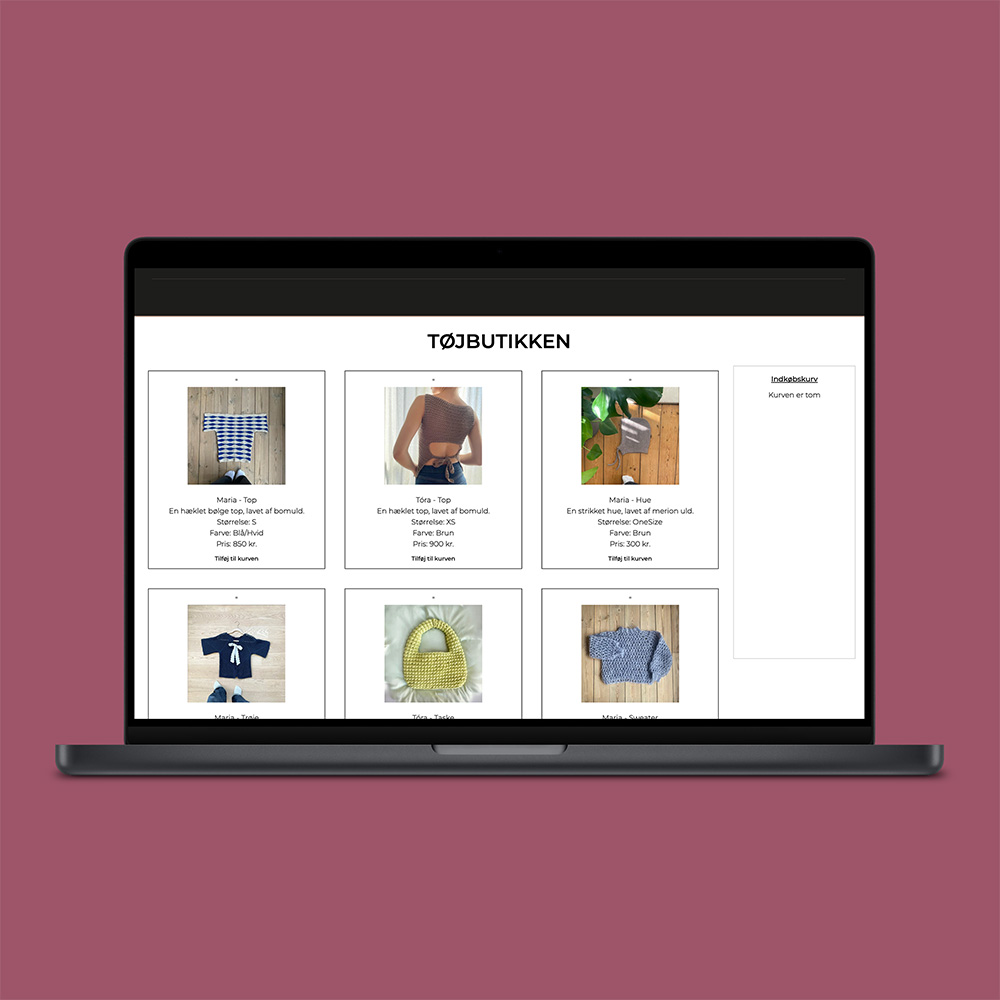 TØJBUTIKKEN
Maria - Top
En hæklet bølge top, lavet af bomuld.
Størrelse: S
Farve: Blå/Hvid
Pris: 850 kr.
Tilføj til kurven
Tóra - Top
En hæklet top, lavet af bomuld.
Størrelse: XS
Farve: Brun
Pris: 900 kr.
Tilføj til kurven
Maria - Hue
En strikket hue, lavet af merion uld.
Størrelse: OneSize
Farve: Brun
Pris: 300 kr.
Tilføj til kurven
Indkøbskurv
Kurven er tom
Maria - Trøje
Tóra - Taske
Maria - Sweater